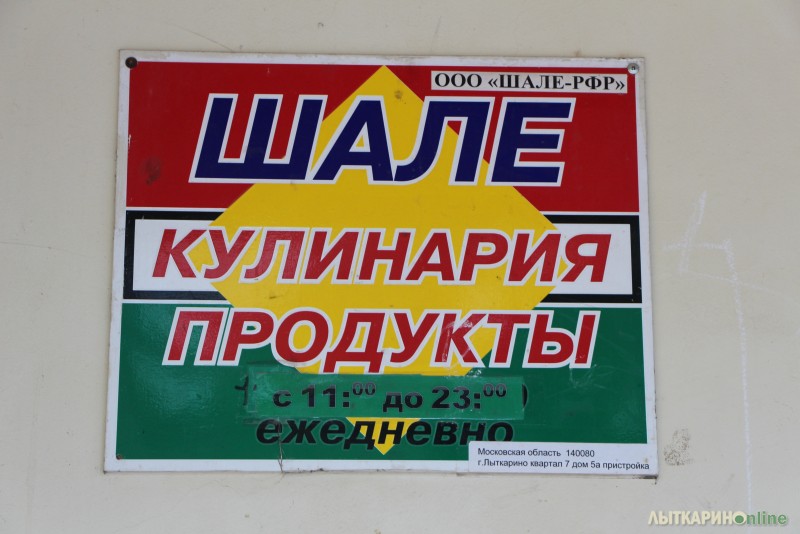 ООО «ШАЛЕ-РФР»
ШАЛЕ
КУЛИНАРИЯ
ПРОДУКТЫ
с 11:00 до 23:00
ежедневно
Московская область 140080
г.Лыткарино квартал 7 дом 5а пристройка
ЛЫТКАРИНОonline